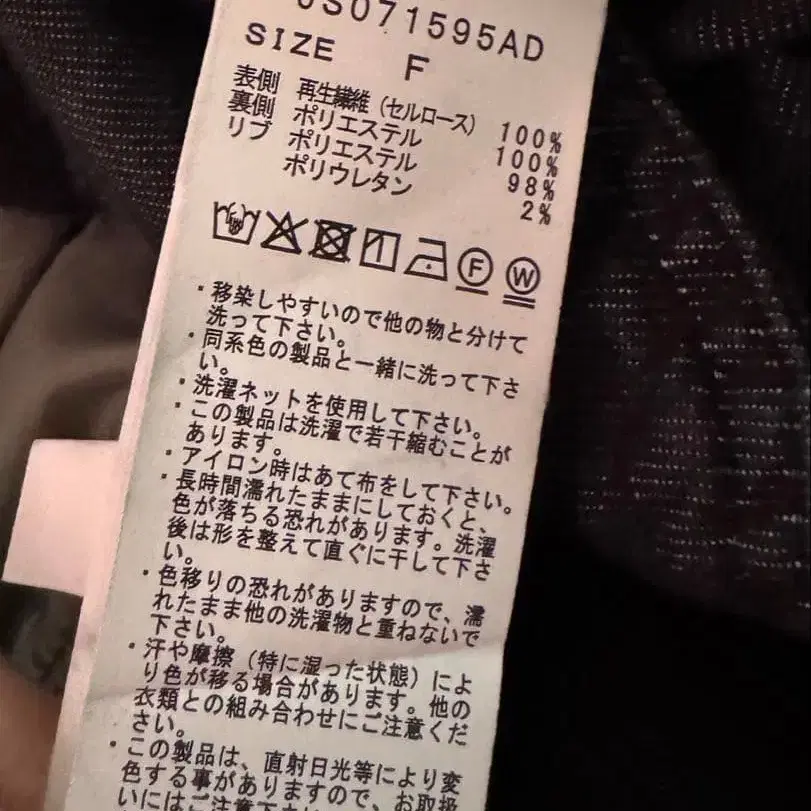 JS071595AD
SIZE F
表側 再生繊維(セルロース) 100%
裏側 ポリエステル 100%
リブ ポリエステル 98%
ポリウレタン 2%
F W
・移染しやすいので他の物と分けて
洗って下さい。
・同系色の製品と一緒に洗って下さ
い。
・洗濯ネットを使用して下さい。
・この製品は洗濯で若干縮むことが
あります。
・アイロン時はあて布をして下さい。
・長時間濡れたままにしておくと、
色が落ちる恐れがあります。洗濯
後は形を整えて直ぐに干して下さ
い。
・色移りの恐れがありますので、濡
れたまま他の洗濯物と重ねないで
下さい。
・汗や摩擦(特に湿った状態)によ
り色が移る場合があります。他の
衣類との組み合わせにご注意くだ
さい。
・この製品は、直射日光等により変
色する事がありますので、お取扱
いにはご注意下さい